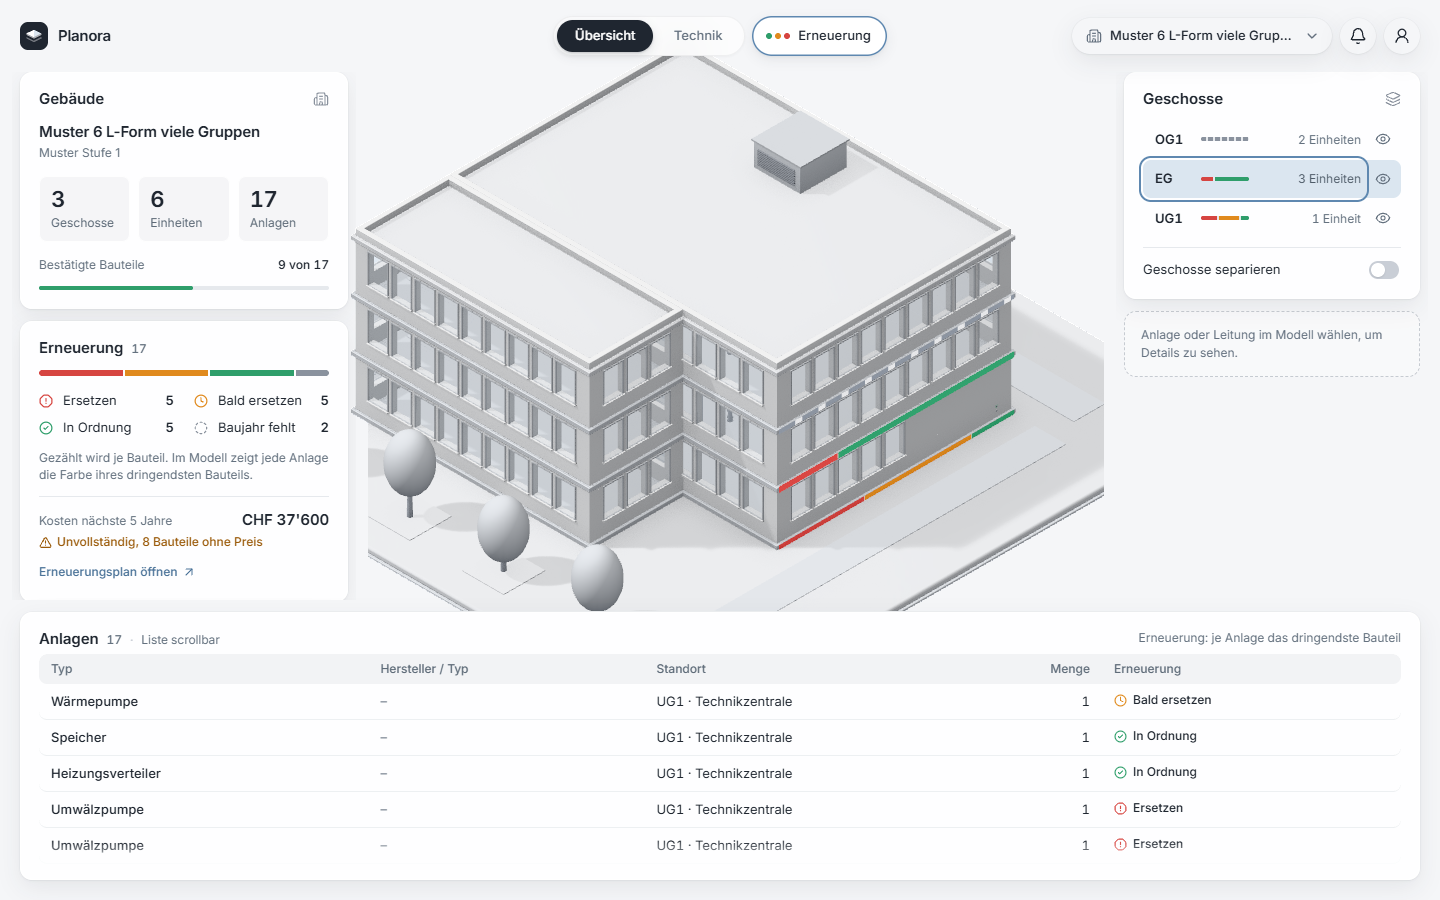 Planora
Übersicht
Technik
Erneuerung
Muster 6 L-Form viele Grup...
Gebäude
Muster 6 L-Form viele Gruppen
Muster Stufe 1
3 6 17
Geschosse Einheiten Anlagen
Bestätigte Bauteile 9 von 17
Erneuerung 17
Ersetzen 5 Bald ersetzen 5
In Ordnung 5 Baujahr fehlt 2
Gezählt wird je Bauteil. Im Modell zeigt jede Anlage
die Farbe ihres dringendsten Bauteils.
Kosten nächste 5 Jahre CHF 37'600
Unvollständig, 8 Bauteile ohne Preis
Erneuerungsplan öffnen
Geschosse
OG1 2 Einheiten
EG 3 Einheiten
UG1 1 Einheit
Geschosse separieren
Anlage oder Leitung im Modell wählen, um
Details zu sehen.
Anlagen 17 · Liste scrollbar
Erneuerung: je Anlage das dringendste Bauteil
Typ Hersteller / Typ Standort Menge Erneuerung
Wärmepumpe – UG1 · Technikzentrale 1 Bald ersetzen
Speicher – UG1 · Technikzentrale 1 In Ordnung
Heizungsverteiler – UG1 · Technikzentrale 1 In Ordnung
Umwälzpumpe – UG1 · Technikzentrale 1 Ersetzen
Umwälzpumpe – UG1 · Technikzentrale 1 Ersetzen